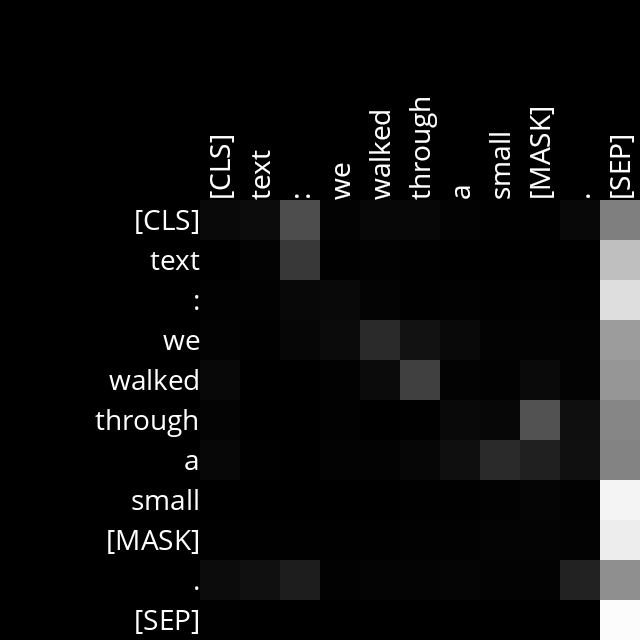 [CLS] text : we walked through a small [MASK] . [SEP]
[CLS]
text
:
we
walked
through
a
small
[MASK]
.
[SEP]